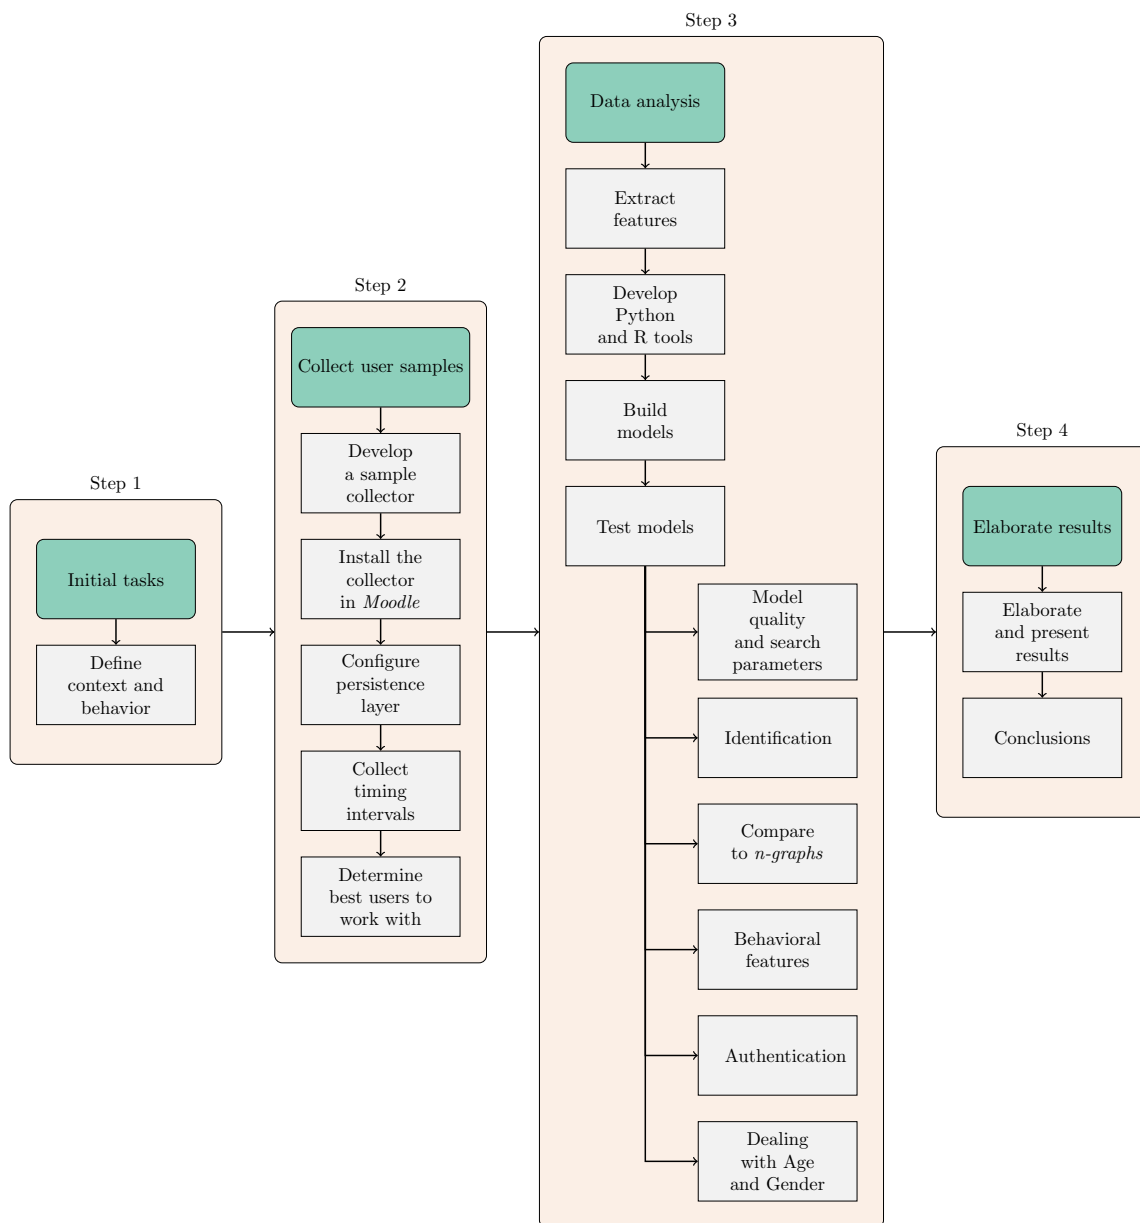 Step 1
Initial tasks
Define
context and
behavior
Step 2
Collect user samples
Develop
a sample
collector
Install the
collector
in Moodle
Configure
persistence
layer
Collect
timing
intervals
Determine
best users to
work with
Step 3
Data analysis
Extract
features
Develop
Python
and R tools
Build
models
Test models
Model
quality
and search
parameters
Identification
Compare
to n-graphs
Behavioral
features
Authentication
Dealing
with Age
and Gender
Step 4
Elaborate results
Elaborate
and present
results
Conclusions